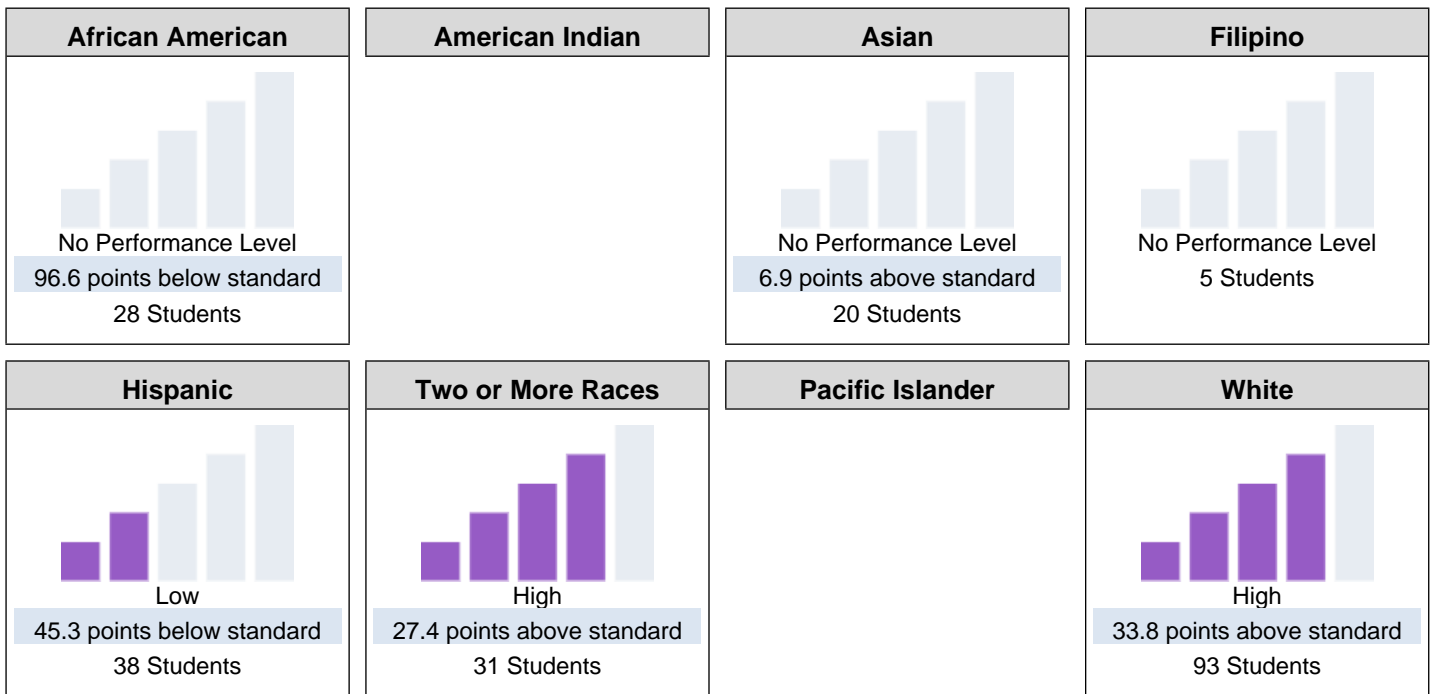 African American
No Performance Level
96.6 points below standard
28 Students
American Indian
Asian
No Performance Level
6.9 points above standard
20 Students
Filipino
No Performance Level
5 Students
Hispanic
Low
45.3 points below standard
38 Students
Two or More Races
High
27.4 points above standard
31 Students
Pacific Islander
White
High
33.8 points above standard
93 Students